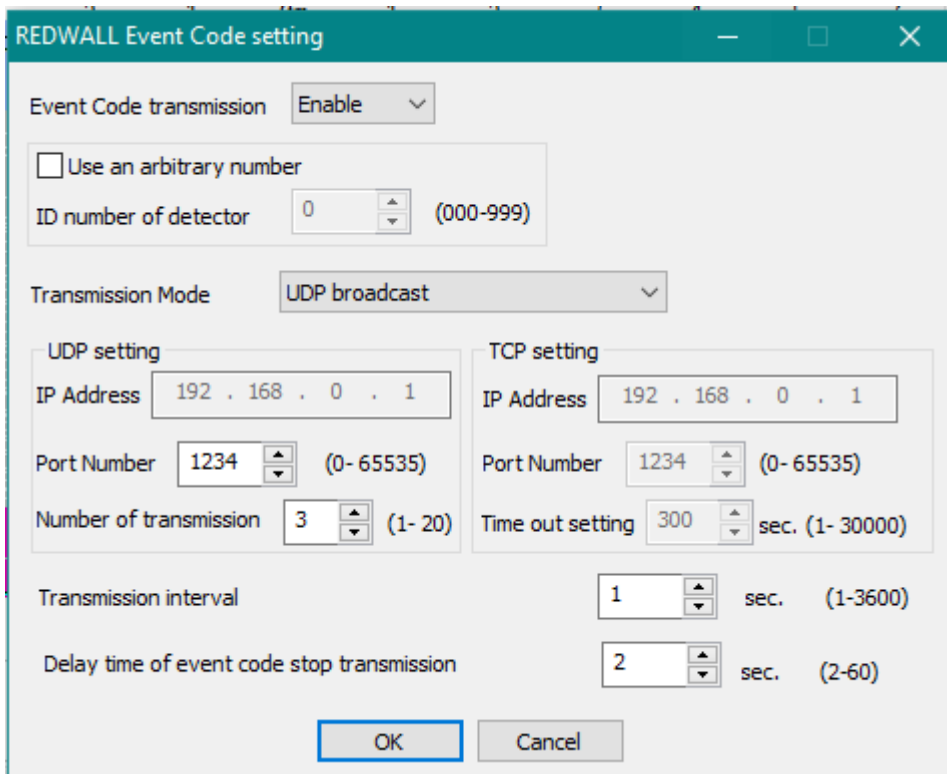 REDWALL Event Code setting
Event Code transmission Enable
Use an arbitrary number
ID number of detector 0 (000-999)
Transmission Mode UDP broadcast
UDP setting
IP Address 192 . 168 . 0 . 1
Port Number 1234 (0- 65535)
Number of transmission 3 (1- 20)
TCP setting
IP Address 192 . 168 . 0 . 1
Port Number 1234 (0- 65535)
Time out setting 300 sec. (1- 30000)
Transmission interval 1 sec. (1-3600)
Delay time of event code stop transmission 2 sec. (2-60)
OK Cancel